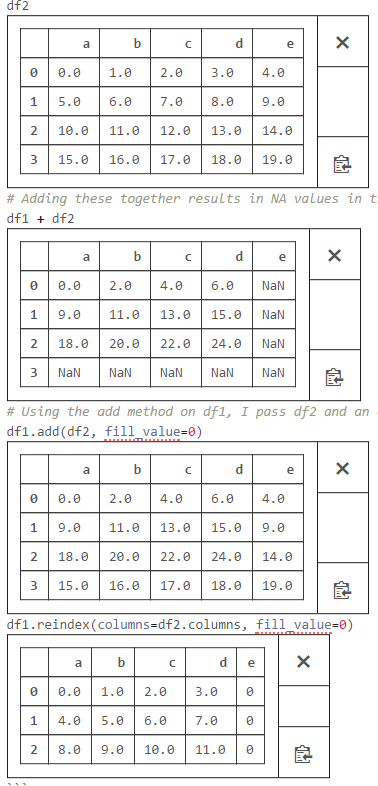 df2
a b c d e
0 0.0 1.0 2.0 3.0 4.0
1 5.0 6.0 7.0 8.0 9.0
2 10.0 11.0 12.0 13.0 14.0
3 15.0 16.0 17.0 18.0 19.0
# Adding these together results in NA values in
df1 + df2
a b c d e
0 0.0 2.0 4.0 6.0 NaN
1 9.0 11.0 13.0 15.0 NaN
2 18.0 20.0 22.0 24.0 NaN
3 NaN NaN NaN NaN NaN
# Using the add method on df1, I pass df2 and an
df1.add(df2, fill_value=0)
a b c d e
0 0.0 2.0 4.0 6.0 4.0
1 9.0 11.0 13.0 15.0 9.0
2 18.0 20.0 22.0 24.0 14.0
3 15.0 16.0 17.0 18.0 19.0
df1.reindex(columns=df2.columns, fill_value=0)
a b c d e
0 0.0 1.0 2.0 3.0 0
1 4.0 5.0 6.0 7.0 0
2 8.0 9.0 10.0 11.0 0